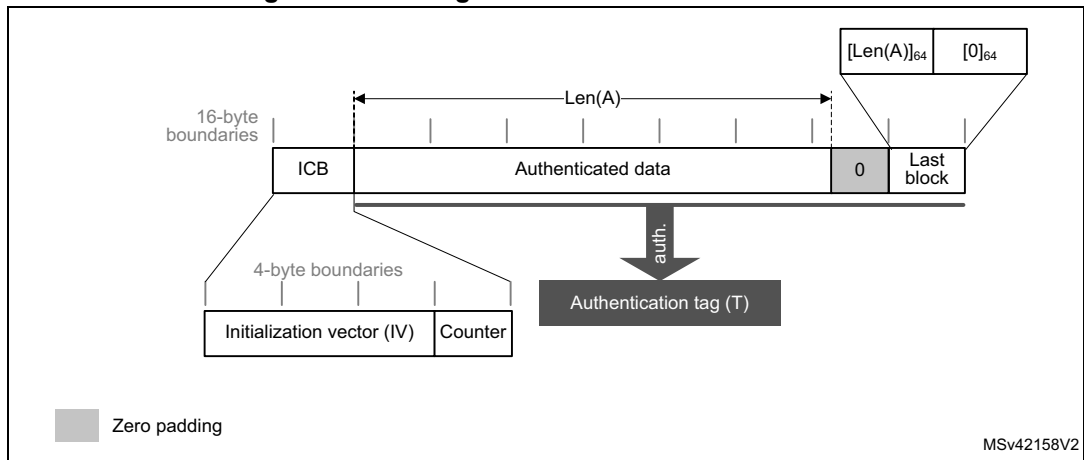 [Len(A)]64 [0]64
Len(A)
16-byte
boundaries
ICB Authenticated data 0 Last
block
auth.
4-byte boundaries
Authentication tag (T)
Initialization vector (IV) Counter
Zero padding
MSv42158V2